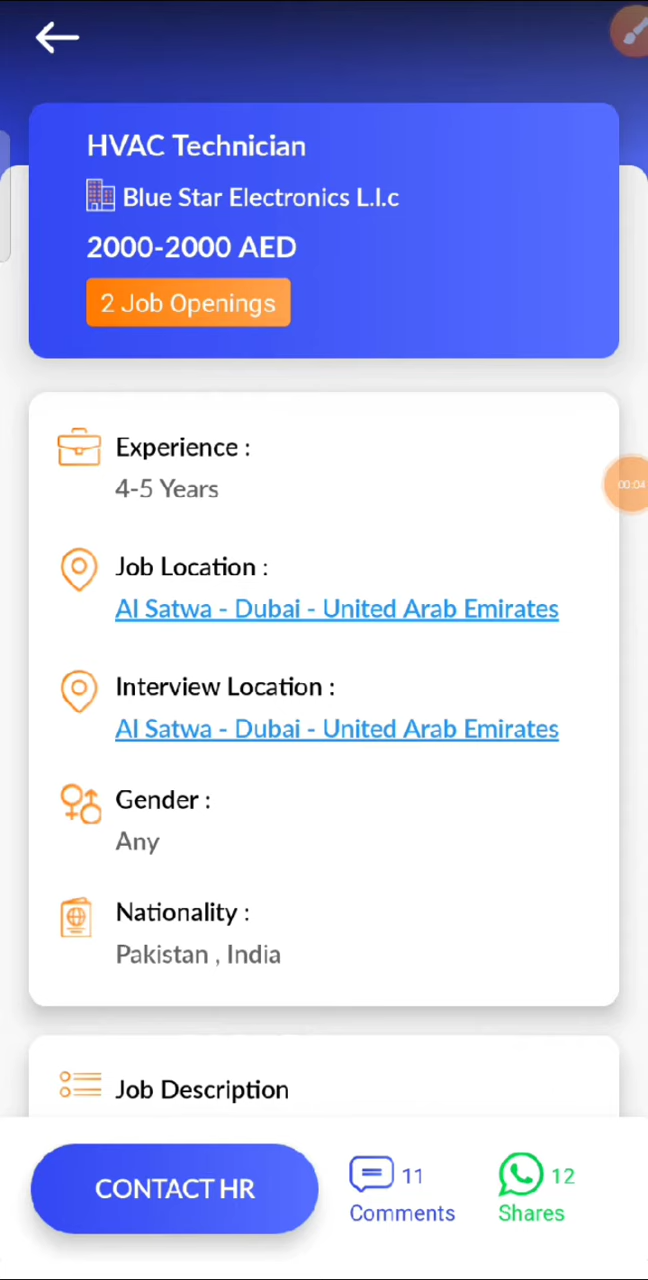 HVAC Technician
Blue Star Electronics L.l.c
2000-2000 AED
2 Job Openings
Experience :
4-5 Years
00:04
Job Location :
Al Satwa - Dubai - United Arab Emirates
Interview Location :
Al Satwa - Dubai - United Arab Emirates
Gender :
Any
Nationality :
Pakistan , India
Job Description
CONTACT HR
11
Comments
12
Shares